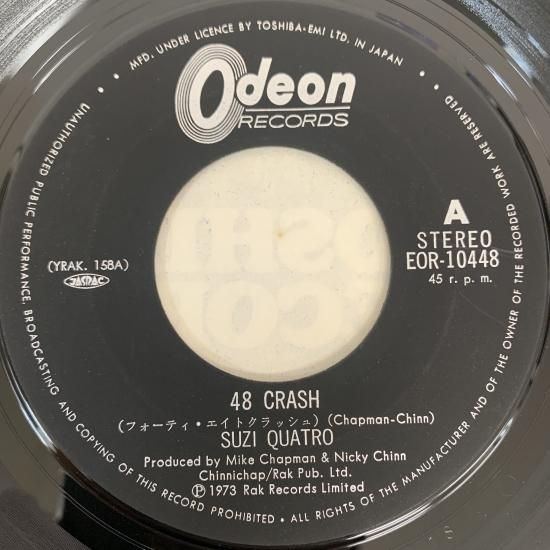 MFD. UNDER LICENCE BY TOSHIBA-EMI LTD. IN JAPAN
Odeon
RECORDS
A
STEREO
EOR-10448
45 r.p.m.
(YRAK. 158A)
JASRAC
48 CRASH
(フォーティ・エイトクラッシュ) (Chapman-Chinn)
SUZI QUATRO
Produced by Mike Chapman & Nicky Chinn
Chinnichap/Rak Pub. Ltd.
Ⓟ 1973 Rak Records Limited
UNAUTHORIZED PUBLIC PERFORMANCE, BROADCASTING AND COPYING OF THIS RECORD PROHIBITED • ALL RIGHTS OF THE MANUFACTURER AND OF THE OWNER OF THE RECORDED WORK ARE RESERVED